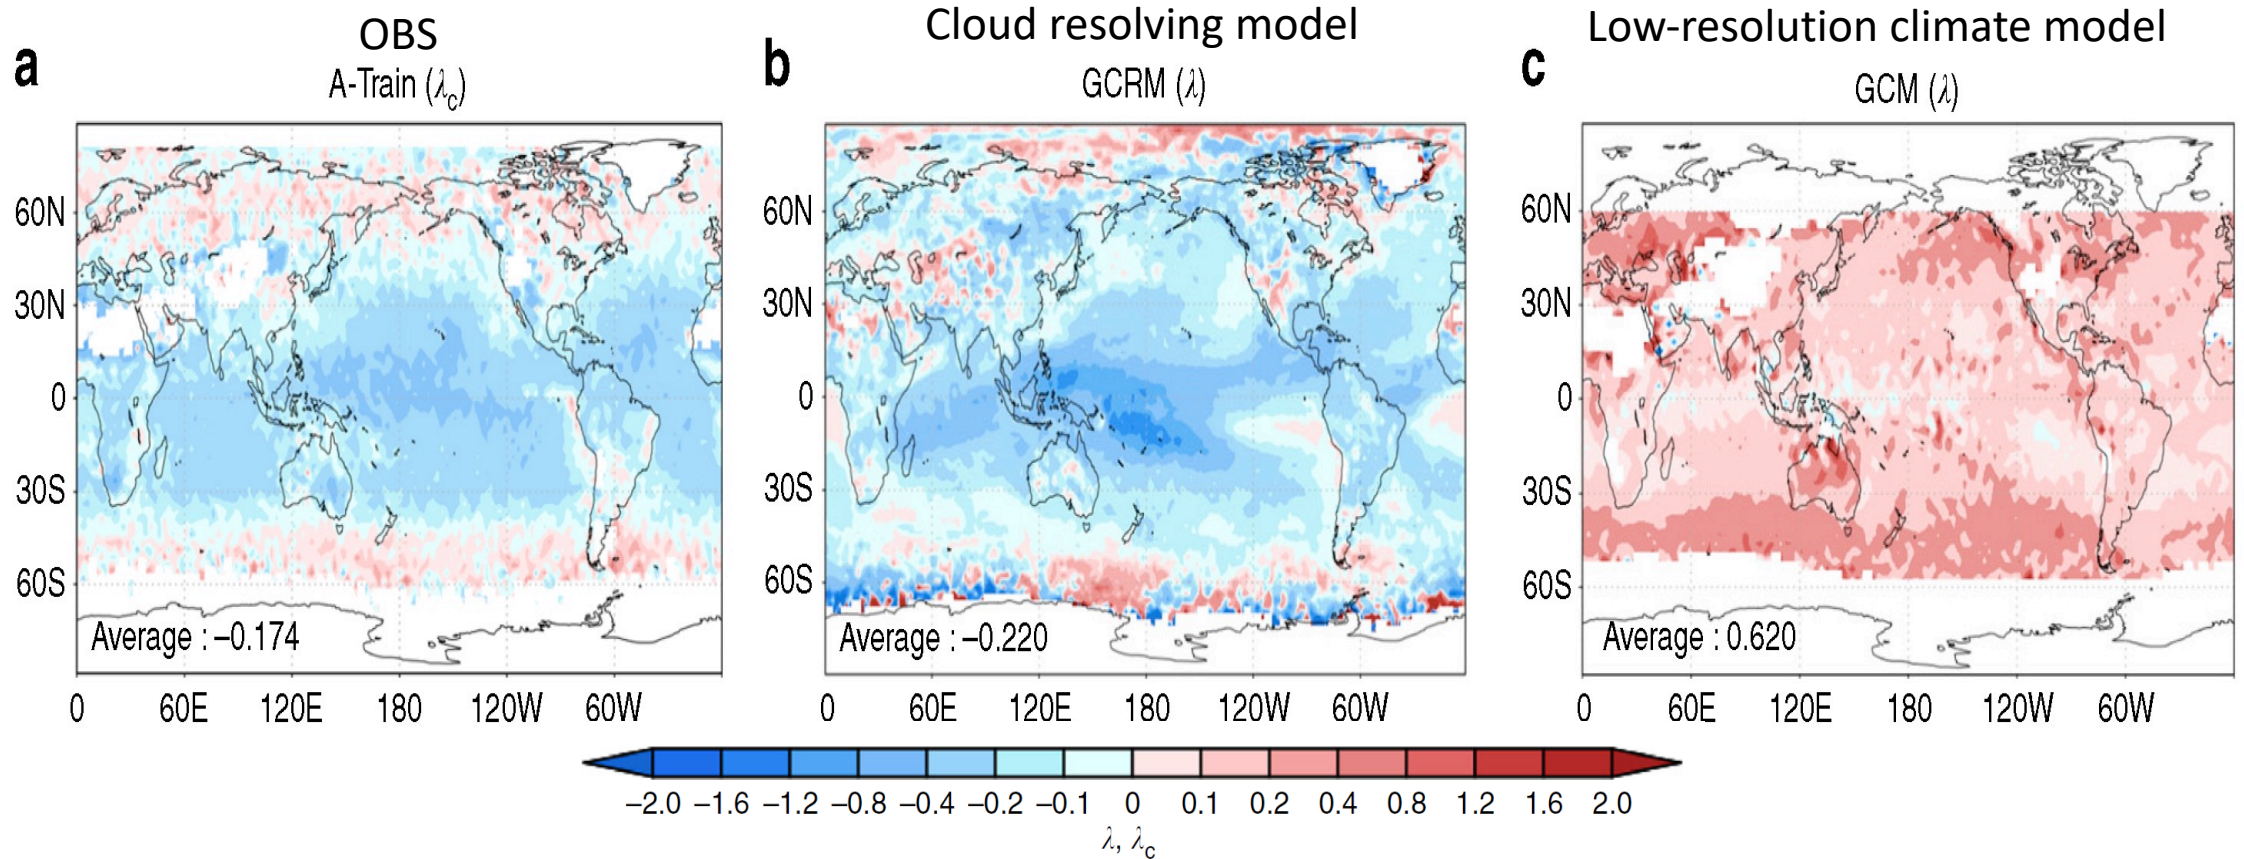 OBS
Cloud resolving model
Low-resolution climate model
a
A-Train (λc)
b
GCRM (λ)
c
GCM (λ)
60N
30N
0
30S
60S
Average : –0.174
0 60E 120E 180 120W 60W
60N
30N
0
30S
60S
Average : –0.220
0 60E 120E 180 120W 60W
60N
30N
0
30S
60S
Average : 0.620
0 60E 120E 180 120W 60W
–2.0 –1.6 –1.2 –0.8 –0.4 –0.2 –0.1 0 0.1 0.2 0.4 0.8 1.2 1.6 2.0
λ, λc